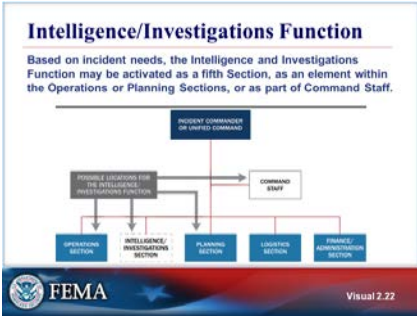 Intelligence/Investigations Function
Based on incident needs, the Intelligence and Investigations
Function may be activated as a fifth Section, as an element within
the Operations or Planning Sections, or as part of Command Staff.
INCIDENT COMMANDER
OR UNIFIED COMMAND
POSSIBLE LOCATIONS FOR
THE INTELLIGENCE/
INVESTIGATIONS FUNCTION
COMMAND
STAFF
OPERATIONS
SECTION
INTELLIGENCE/
INVESTIGATIONS
SECTION
PLANNING
SECTION
LOGISTICS
SECTION
FINANCE/
ADMINISTRATION
SECTION
FEMA
Visual 2.22